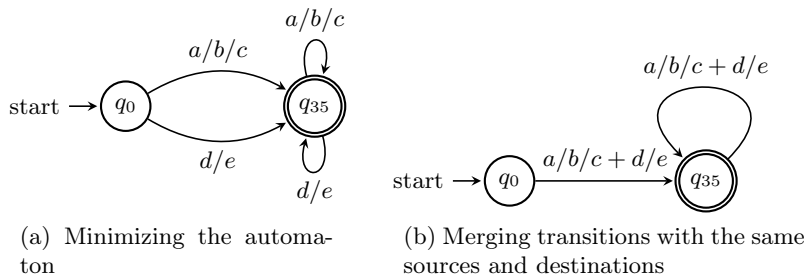 a/b/c
a/b/c
start
q0
q35
d/e
d/e
(a) Minimizing the automa-
ton
a/b/c + d/e
a/b/c + d/e
start
q0
q35
(b) Merging transitions with the same
sources and destinations